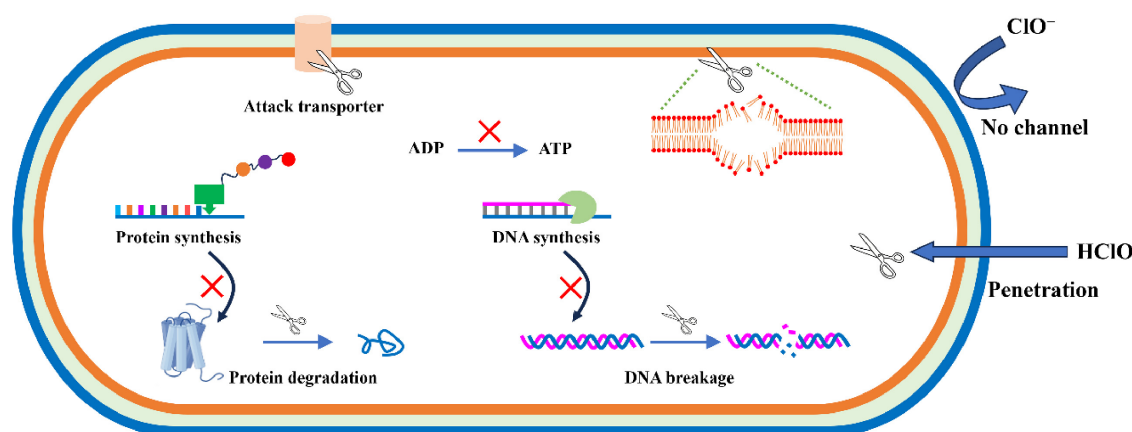 ClO⁻
No channel
Attack transporter
ADP
ATP
Protein synthesis
DNA synthesis
HClO
Penetration
Protein degradation
DNA breakage